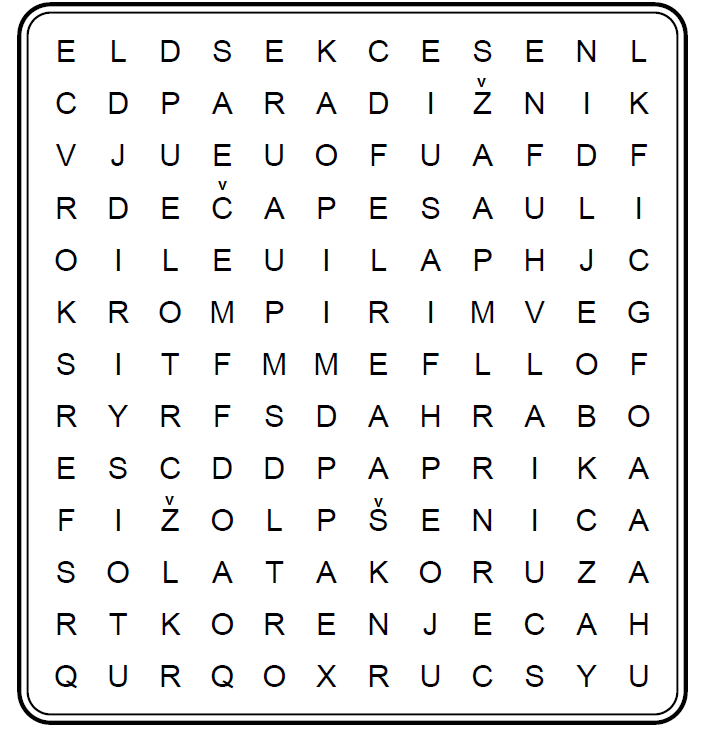 E L D S E K C E S E N L
C D P A R A D I Ž N I K
V J U E U O F U A F D F
R D E Č A P E S A U L I
O I L E U I L A P H J C
K R O M P I R I M V E G
S I T F M M E F L L O F
R Y R F S D A H R A B O
E S C D D P A P R I K A
F I Ž O L P Š E N I C A
S O L A T A K O R U Z A
R T K O R E N J E C A H
Q U R Q O X R U C S Y U